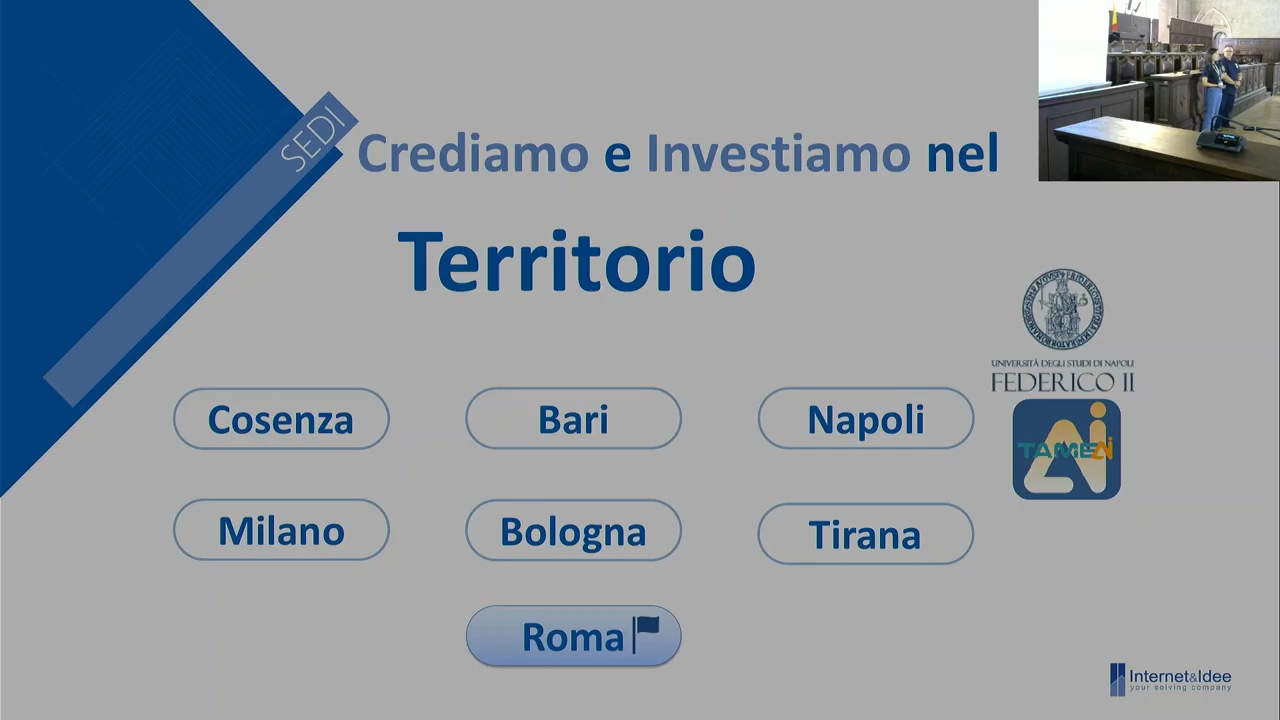 SEDI
Crediamo e Investiamo nel
Territorio
UNIVERSITÀ DEGLI STUDI DI NAPOLI
FEDERICO II
Cosenza
Bari
Napoli
TAMEAI
Milano
Bologna
Tirana
Roma
Internet&Idee
your solving company